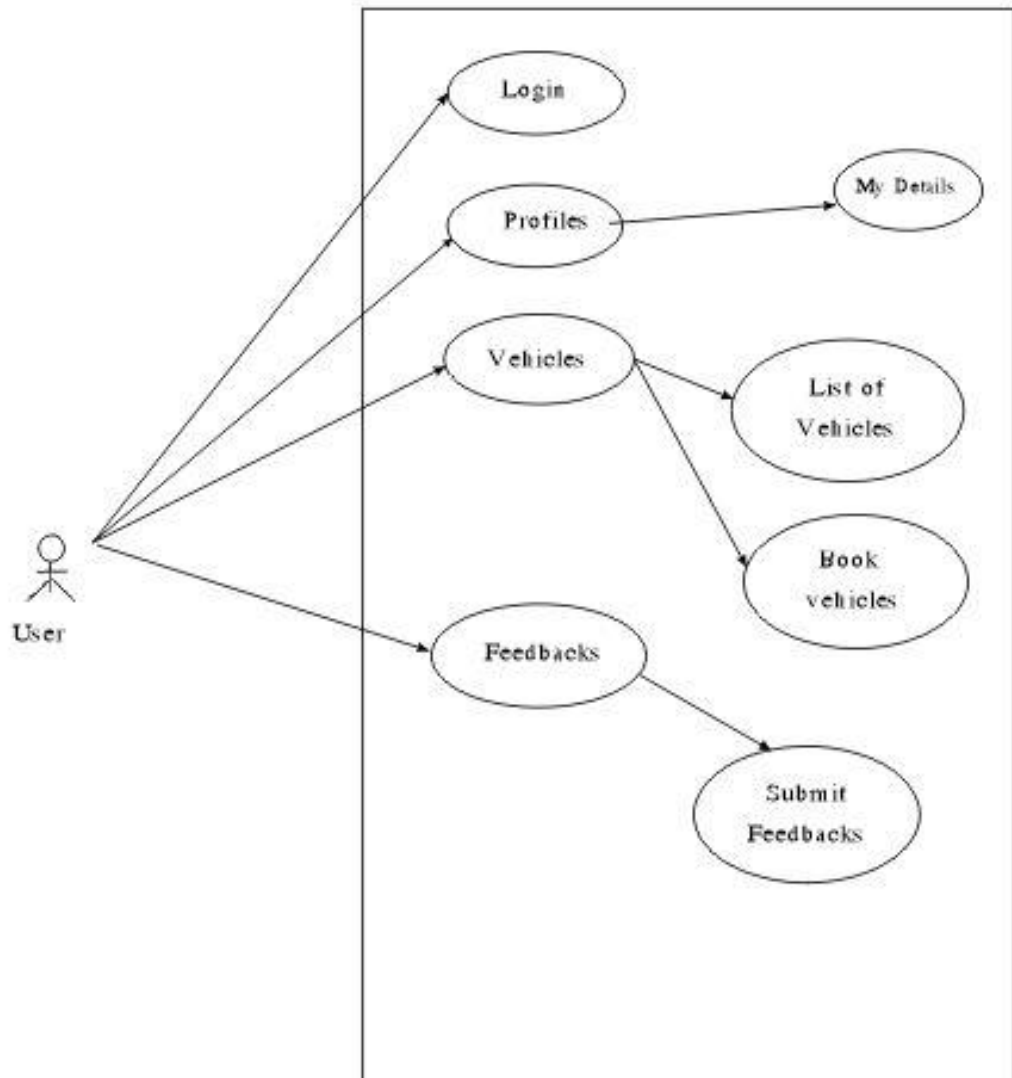 Login
My Details
Profiles
Vehicles
List of
Vehicles
Book
vehicles
User
Feedbacks
Submit
Feedbacks